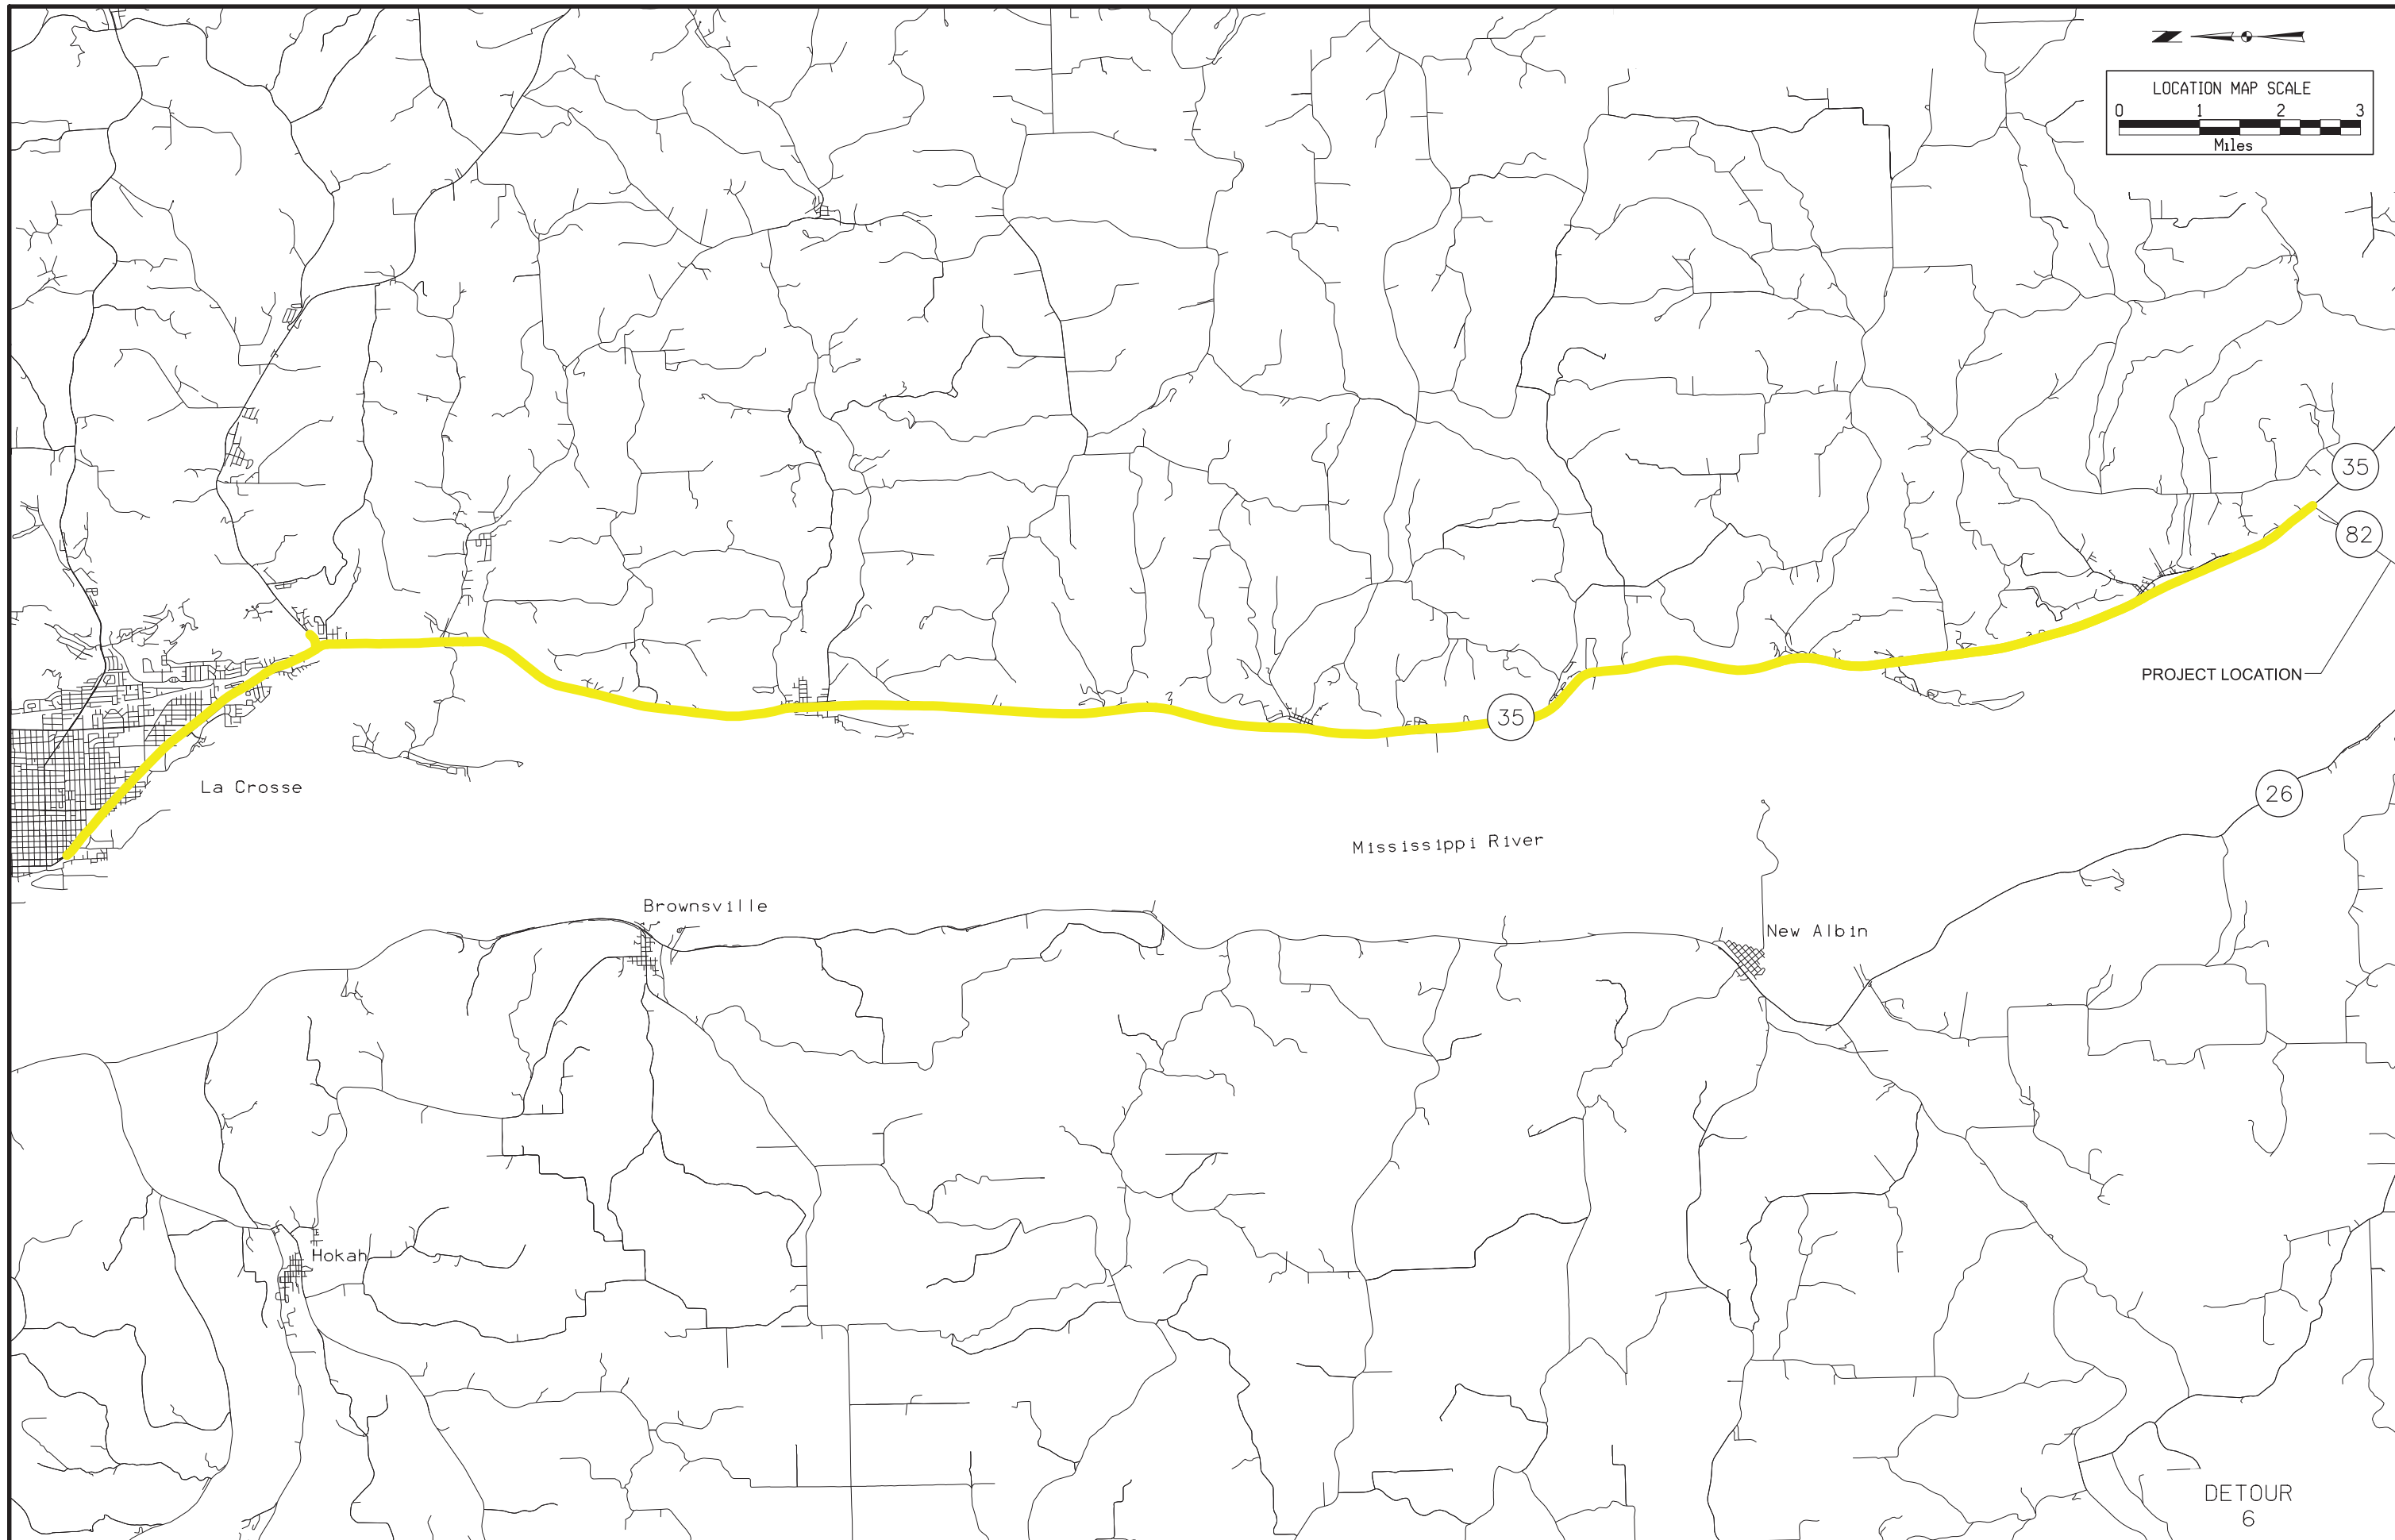 N
LOCATION MAP SCALE
0 1 2 3
Miles
35
82
PROJECT LOCATION
35
La Crosse
26
Mississippi River
Brownsville
New Albin
Hokah
DETOUR
6